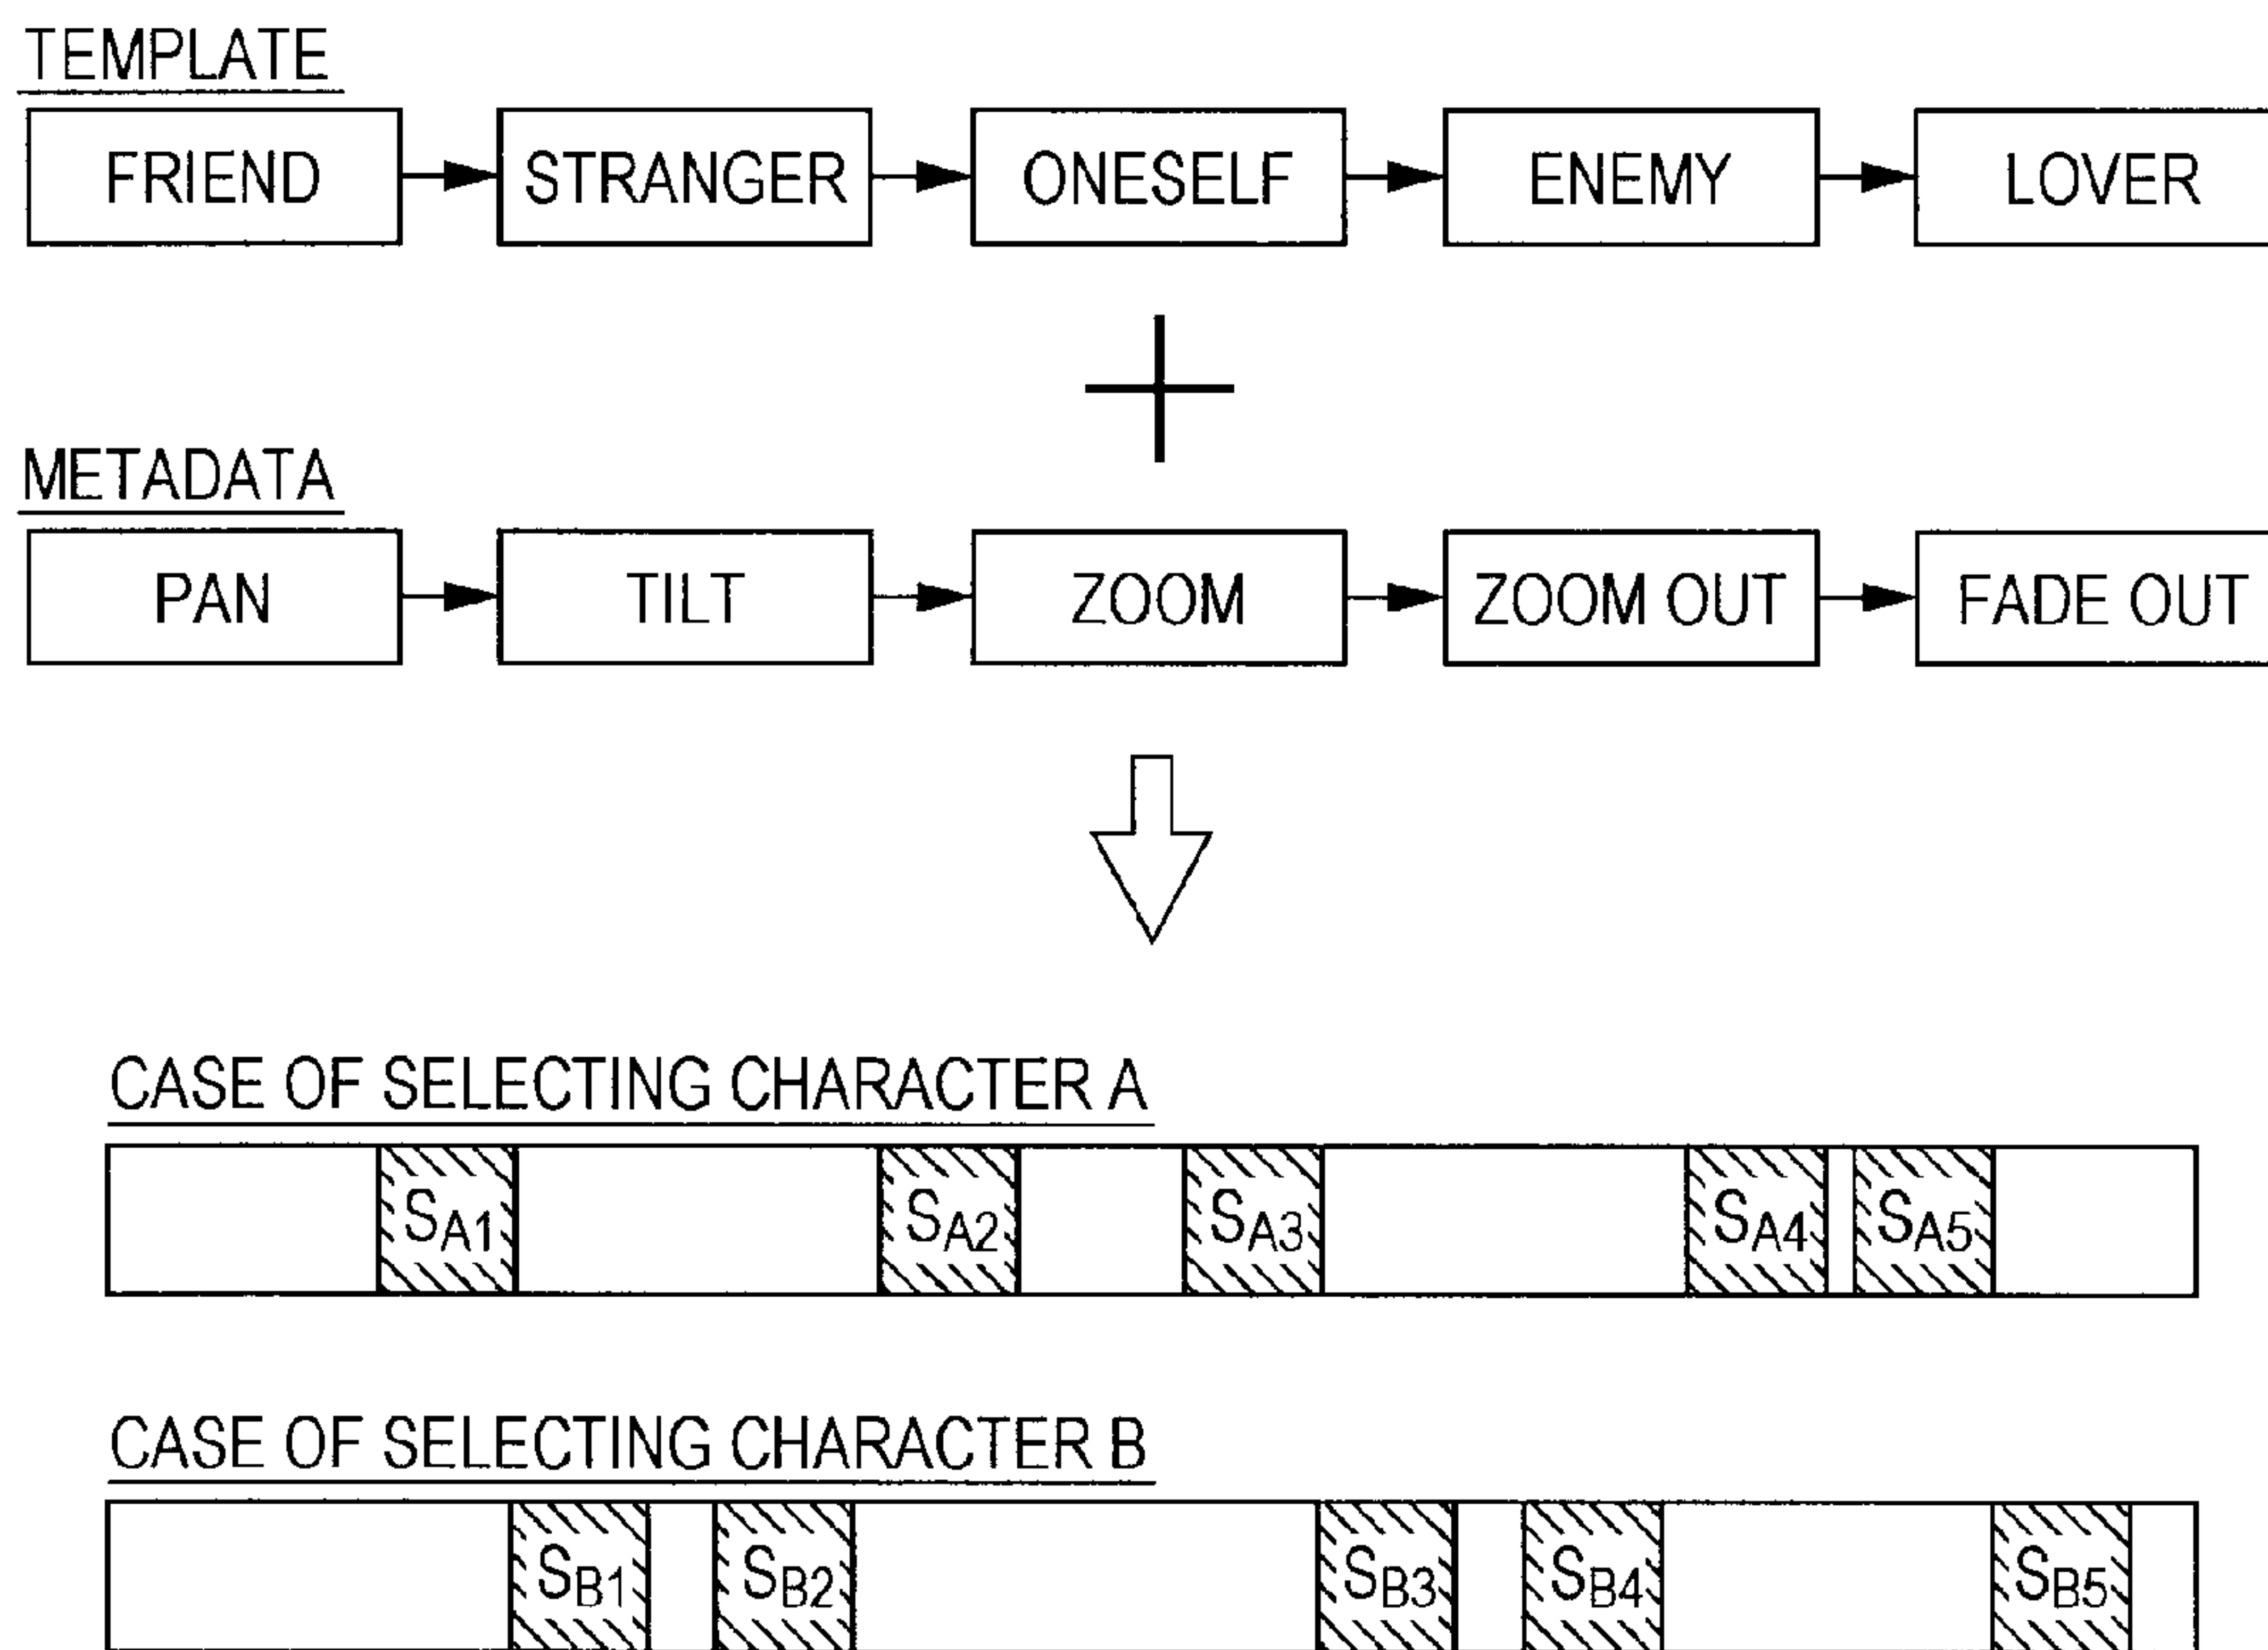 TEMPLATE
FRIEND STRANGER ONESELF ENEMY LOVER
+
METADATA
PAN TILT ZOOM ZOOM OUT FADE OUT
CASE OF SELECTING CHARACTER A
SA1 SA2 SA3 SA4 SA5
CASE OF SELECTING CHARACTER B
SB1 SB2 SB3 SB4 SB5